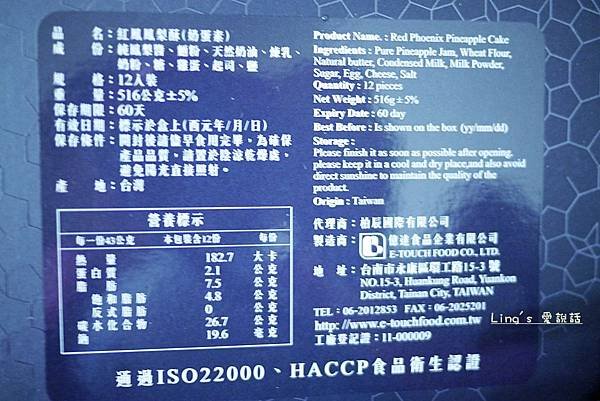 品　　名：紅鳳鳳梨酥(奶蛋素)
成　　份：純鳳梨醬、麵粉、天然奶油、煉乳、
奶粉、糖、雞蛋、起司、鹽
規　　格：12入裝
重　　量：516公克±5%
保存期限：60天
有效日期：標示於盒上(西元年/月/日)
保存條件：開封後請儘早食用完畢，為確保
產品品質，請置於陰涼乾燥處，
避免陽光直接照射。
產　　地：台灣
營養標示
每一份43公克　本包裝含12份　每份
熱量　182.7　大卡
蛋白質　2.1　公克
脂肪　7.5　公克
飽和脂肪　4.8　公克
反式脂肪　0　公克
碳水化合物　26.7　公克
鈉　19.6　毫克
Product Name. : Red Phoenix Pineapple Cake
Ingredients : Pure Pineapple Jam, Wheat Flour,
Natural butter, Condensed Milk, Milk Powder,
Sugar, Egg, Cheese, Salt
Quantity : 12 pieces
Net Weight : 516g±5%
Expiry Date : 60 day
Best Before : Is shown on the box (yy/mm/dd)
Storage :
Please finish it as soon as possible after opening.
please keep it in a cool and dry place,and also avoid
direct sunshine to maintain the quality of the
product.
Origin : Taiwan
代理商：柏辰國際有限公司
製造商：億達食品企業有限公司
E-TOUCH FOOD CO., LTD.
地　址：台南市永康區環工路15-3 號
NO.15-3, Huankung Road, Yuankon
District, Tainan City, TAIWAN
TEL：06-2012853 FAX：06-2025201
http://www.e-touchfood.com.tw
工廠登記證：11-000009
通過ISO22000、HACCP食品衛生認證
Ling's 愛說話